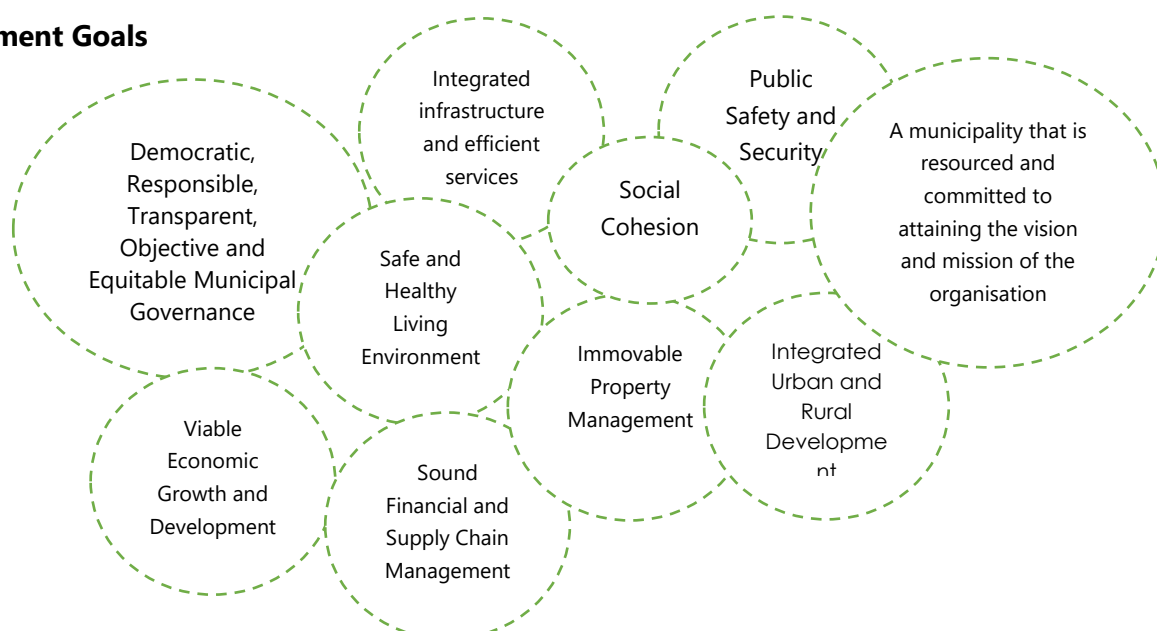 ment Goals
Democratic,
Responsible,
Transparent,
Objective and
Equitable Municipal
Governance
Integrated
infrastructure
and efficient
services
Public
Safety and
Security
A municipality that is
resourced and
committed to
attaining the vision
and mission of the
organisation
Social
Cohesion
Safe and
Healthy
Living
Environment
Immovable
Property
Management
Integrated
Urban and
Rural
Developme
nt
Viable
Economic
Growth and
Development
Sound
Financial and
Supply Chain
Management